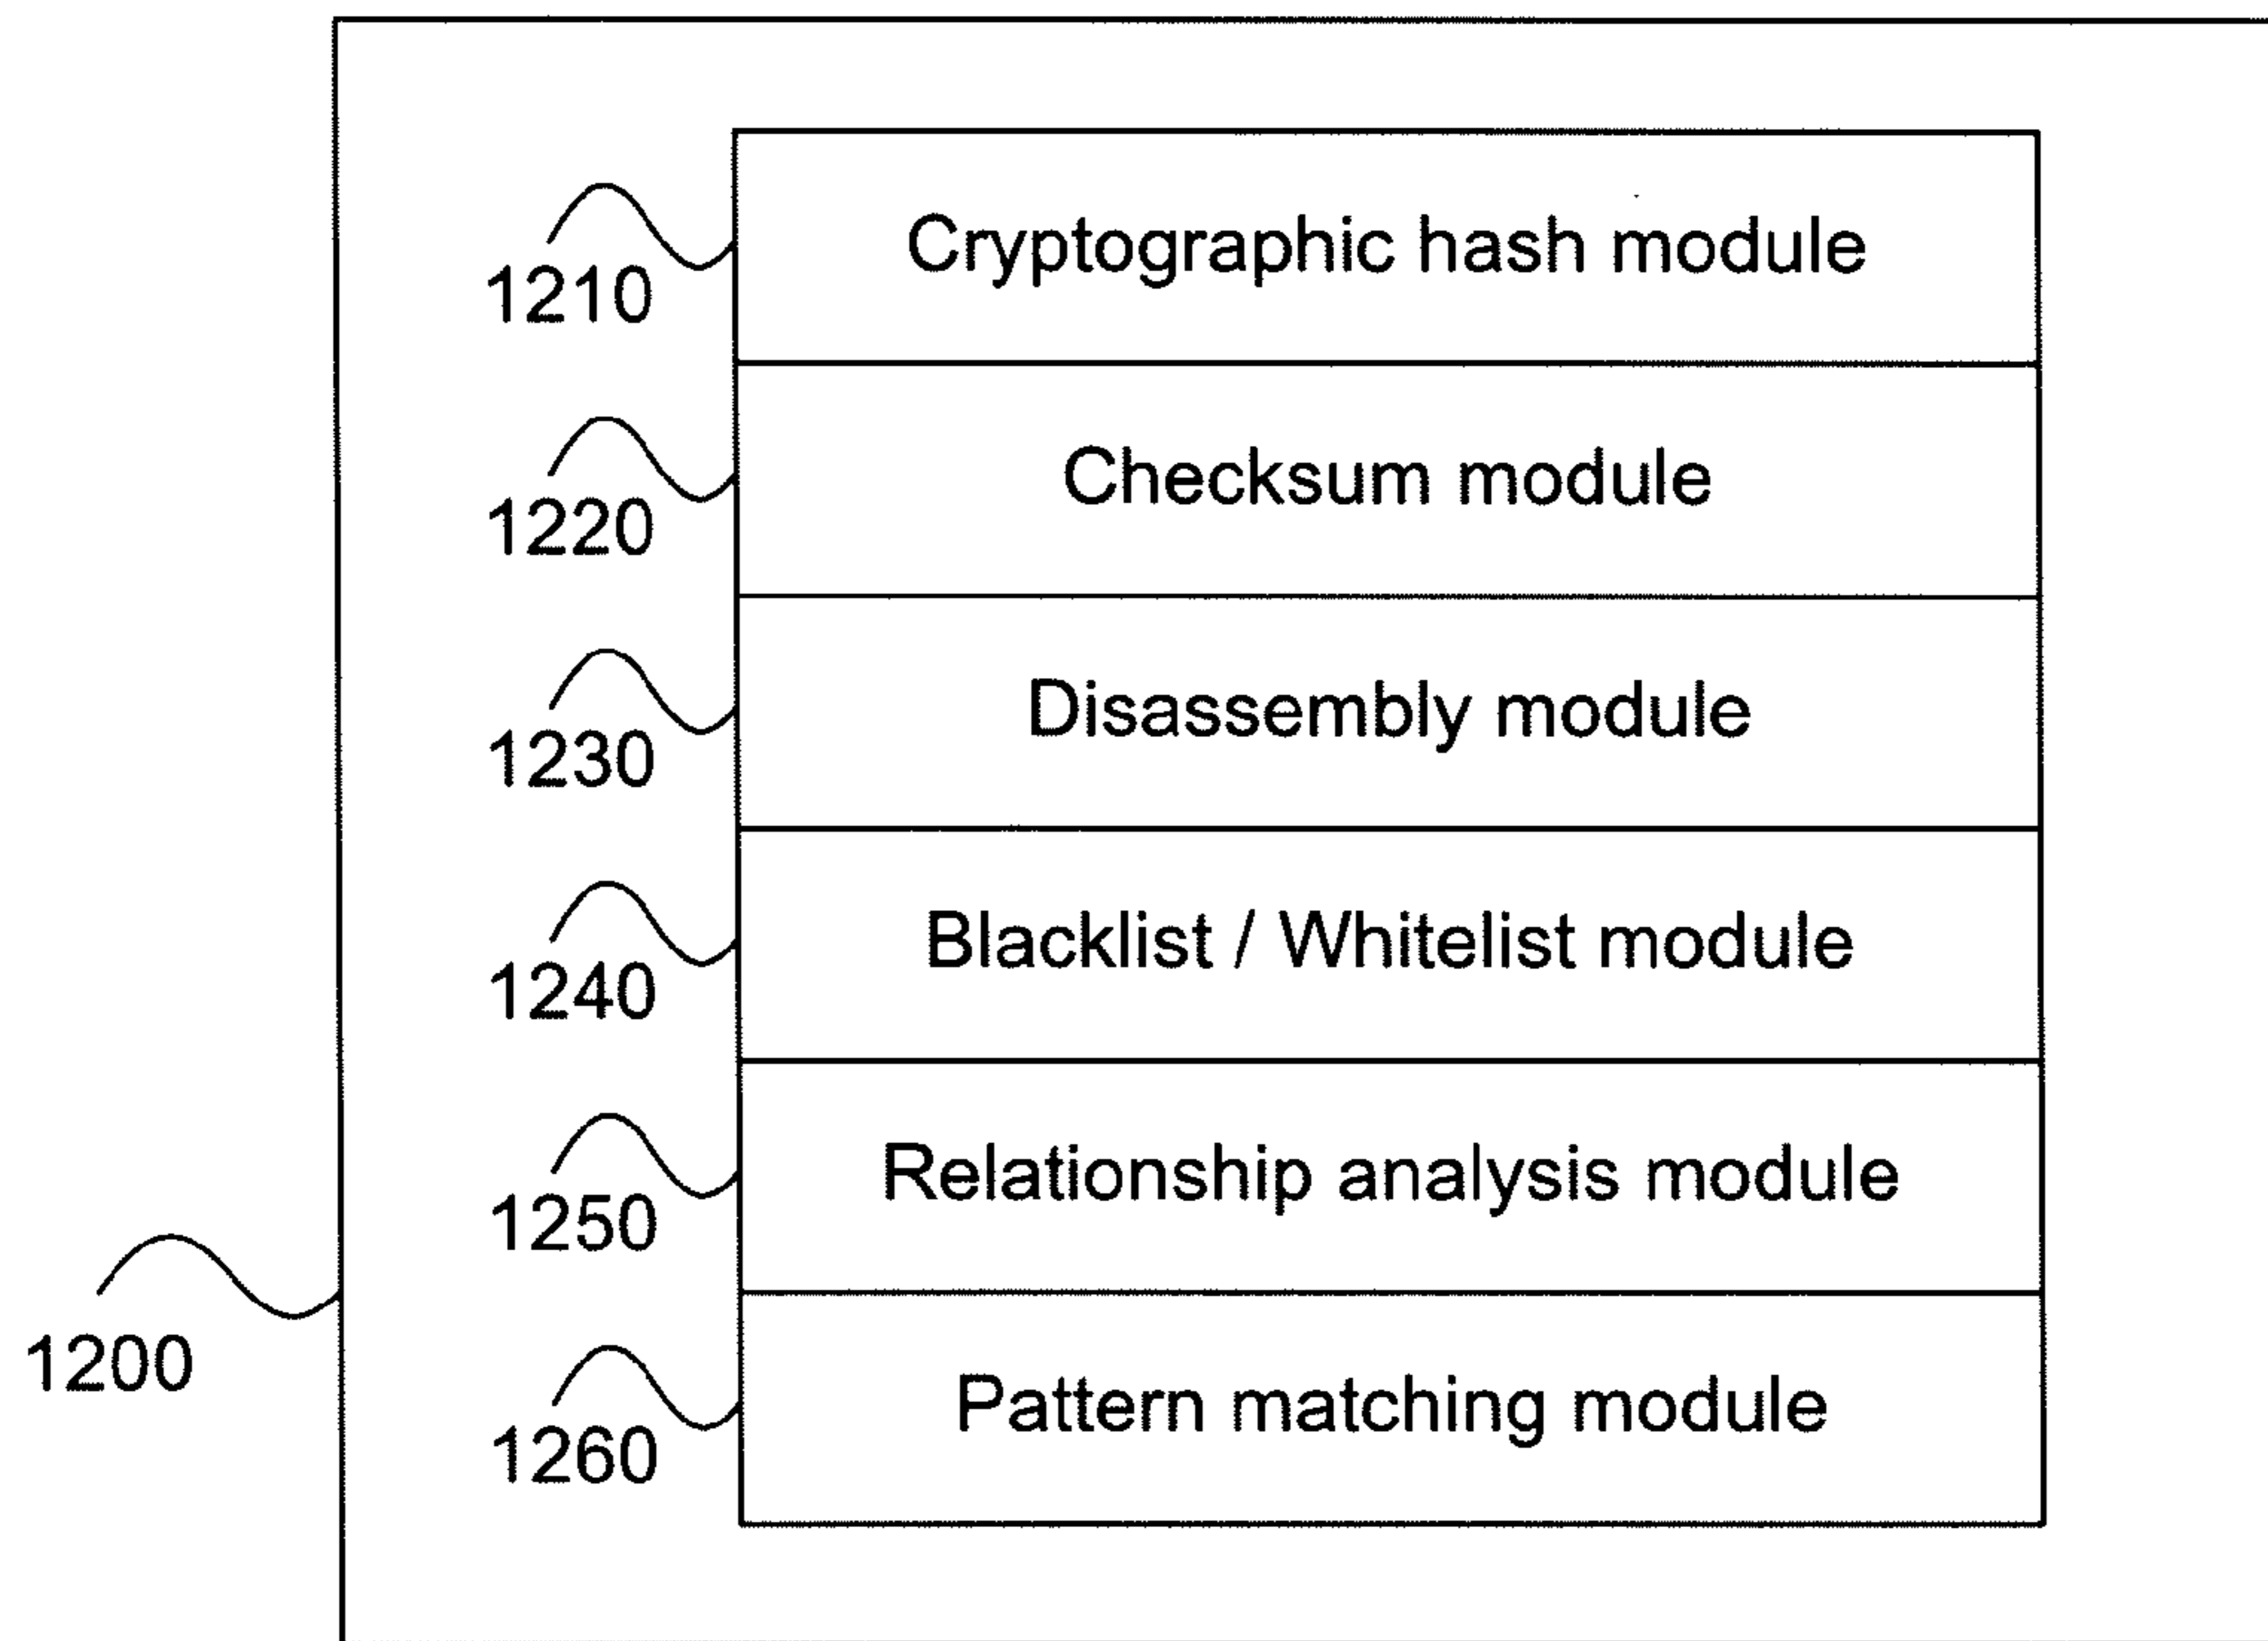 Cryptographic hash module
1210
Checksum module
1220
Disassembly module
1230
Blacklist / Whitelist module
1240
Relationship analysis module
1250
1200
Pattern matching module
1260